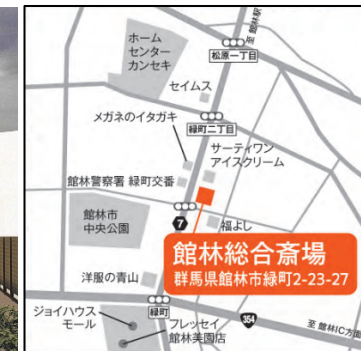 至 館林駅
ホーム
センター
カンセキ
松原一丁目
セイムス
メガネのイタガキ
緑町二丁目
サーティワン
アイスクリーム
館林警察署 緑町交番
館林市
中央公園
7
福よし
館林総合斎場
群馬県館林市緑町2-23-27
洋服の青山
ジョイハウス
モール
緑町
354
フレッセイ
館林美園店
至 館林IC方面